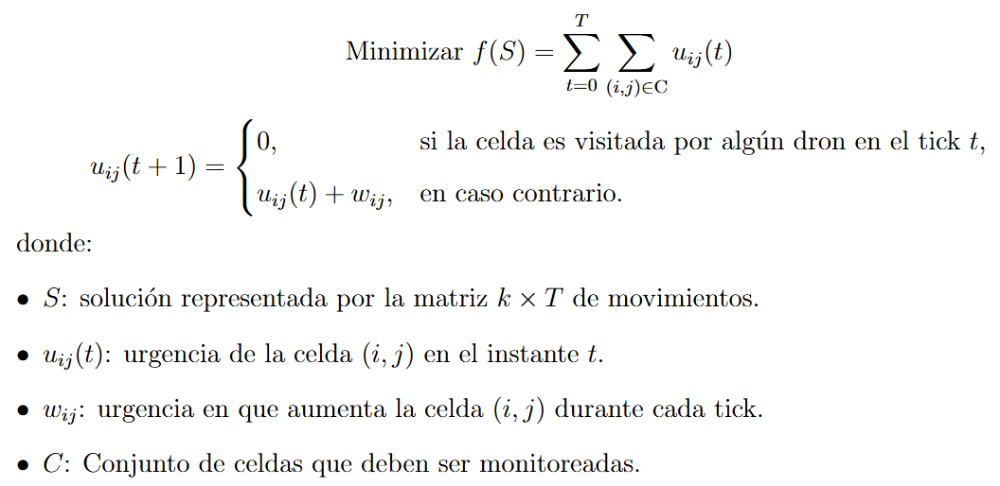 Minimizar $f(S) = \sum_{t=0}^{T} \sum_{(i,j)\in \mathrm{C}} u_{ij}(t)$
$u_{ij}(t+1) = \begin{cases} 0, & \text{si la celda es visitada por algún dron en el tick } t, \\ u_{ij}(t) + w_{ij}, & \text{en caso contrario.} \end{cases}$
donde:
• $S$: solución representada por la matriz $k \times T$ de movimientos.
• $u_{ij}(t)$: urgencia de la celda $(i, j)$ en el instante $t$.
• $w_{ij}$: urgencia en que aumenta la celda $(i, j)$ durante cada tick.
• $C$: Conjunto de celdas que deben ser monitoreadas.